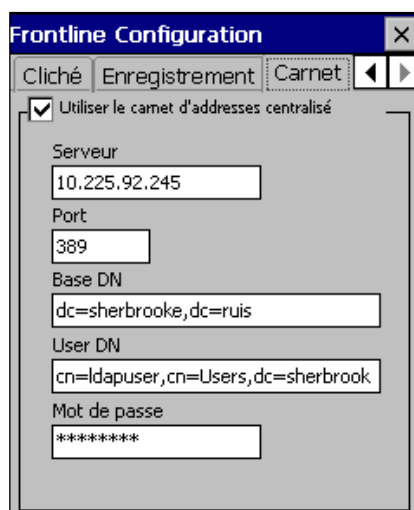 Frontline Configuration
Cliché Enregistrement Carnet
Utiliser le carnet d'addresses centralisé
Serveur
10.225.92.245
Port
389
Base DN
dc=sherbrooke,dc=ruis
User DN
cn=ldapuser,cn=Users,dc=sherbrook
Mot de passe
********